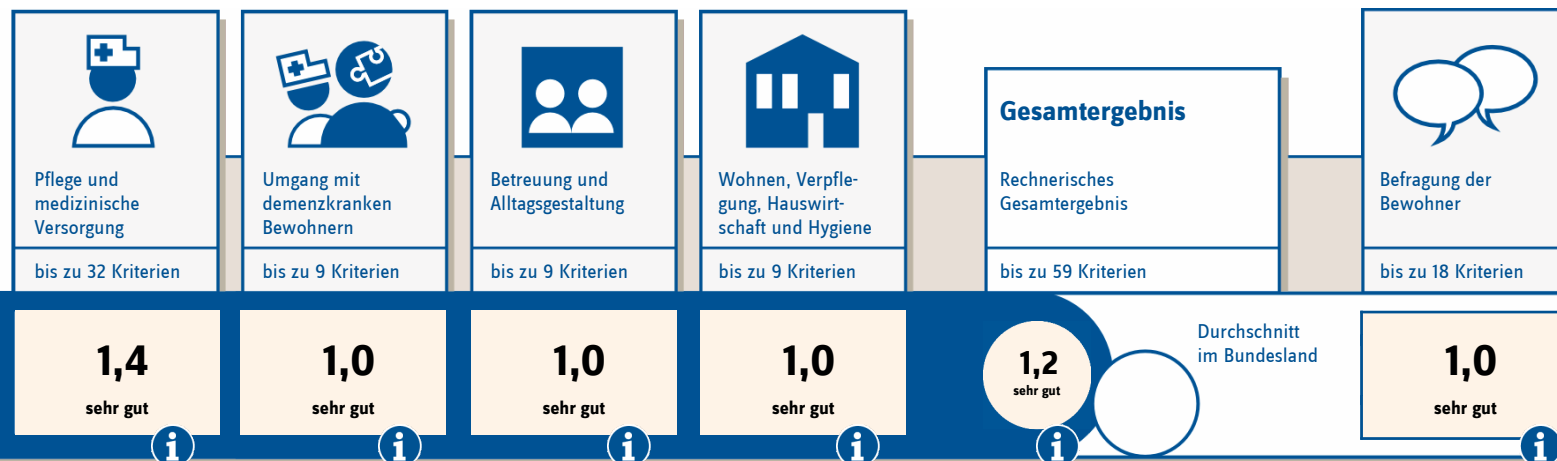 Pflege und
medizinische
Versorgung
bis zu 32 Kriterien
1,4
sehr gut
i
Umgang mit
demenzkranken
Bewohnern
bis zu 9 Kriterien
1,0
sehr gut
i
Betreuung und
Alltagsgestaltung
bis zu 9 Kriterien
1,0
sehr gut
i
Wohnen, Verpfle-
gung, Hauswirt-
schaft und Hygiene
bis zu 9 Kriterien
1,0
sehr gut
i
Gesamtergebnis
Rechnerisches
Gesamtergebnis
bis zu 59 Kriterien
1,2
sehr gut
i
Durchschnitt
im Bundesland
Befragung der
Bewohner
bis zu 18 Kriterien
1,0
sehr gut
i